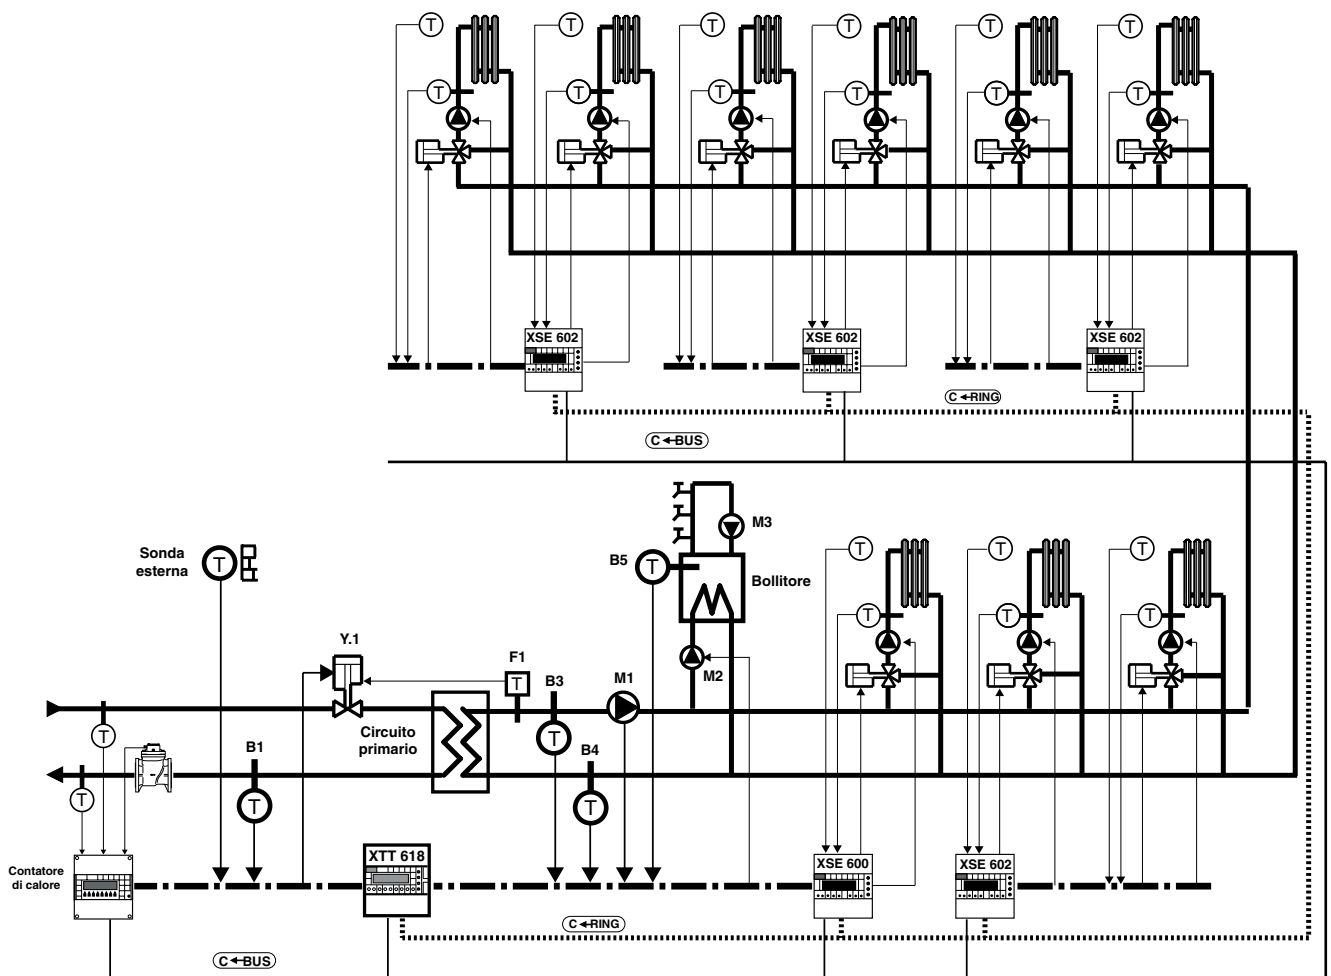 T T T T T T
T T T T T T
XSE 602 XSE 602 XSE 602
C RING
C BUS
M3
Sonda esterna
T
B5
T
Bollitore
T T T
Y.1
T T T
F1
T
B3
M1
M2
Circuito primario
T
T
B1
B4
T
T
T
Contatore di calore
XTT 618
XSE 600
XSE 602
C RING
C BUS